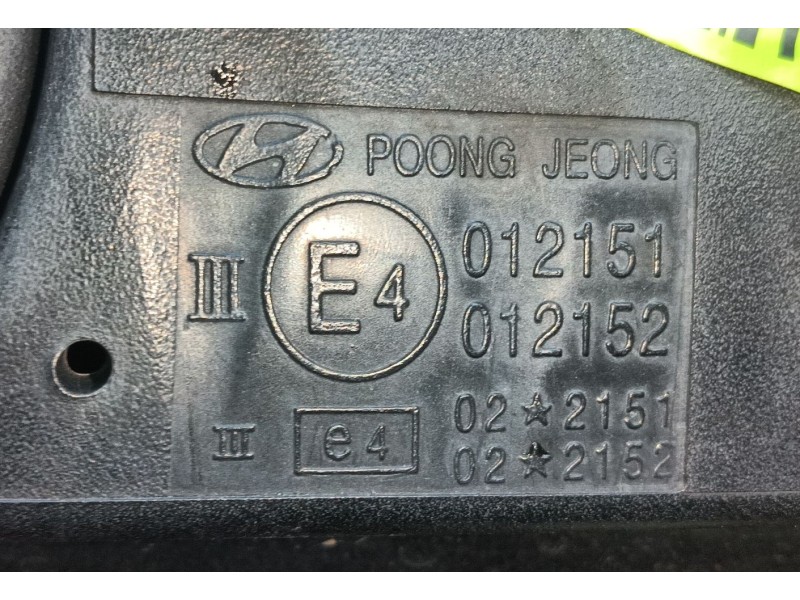 POONG JEONG
III E4 012151
012152
III e4 02★2151
02★2152